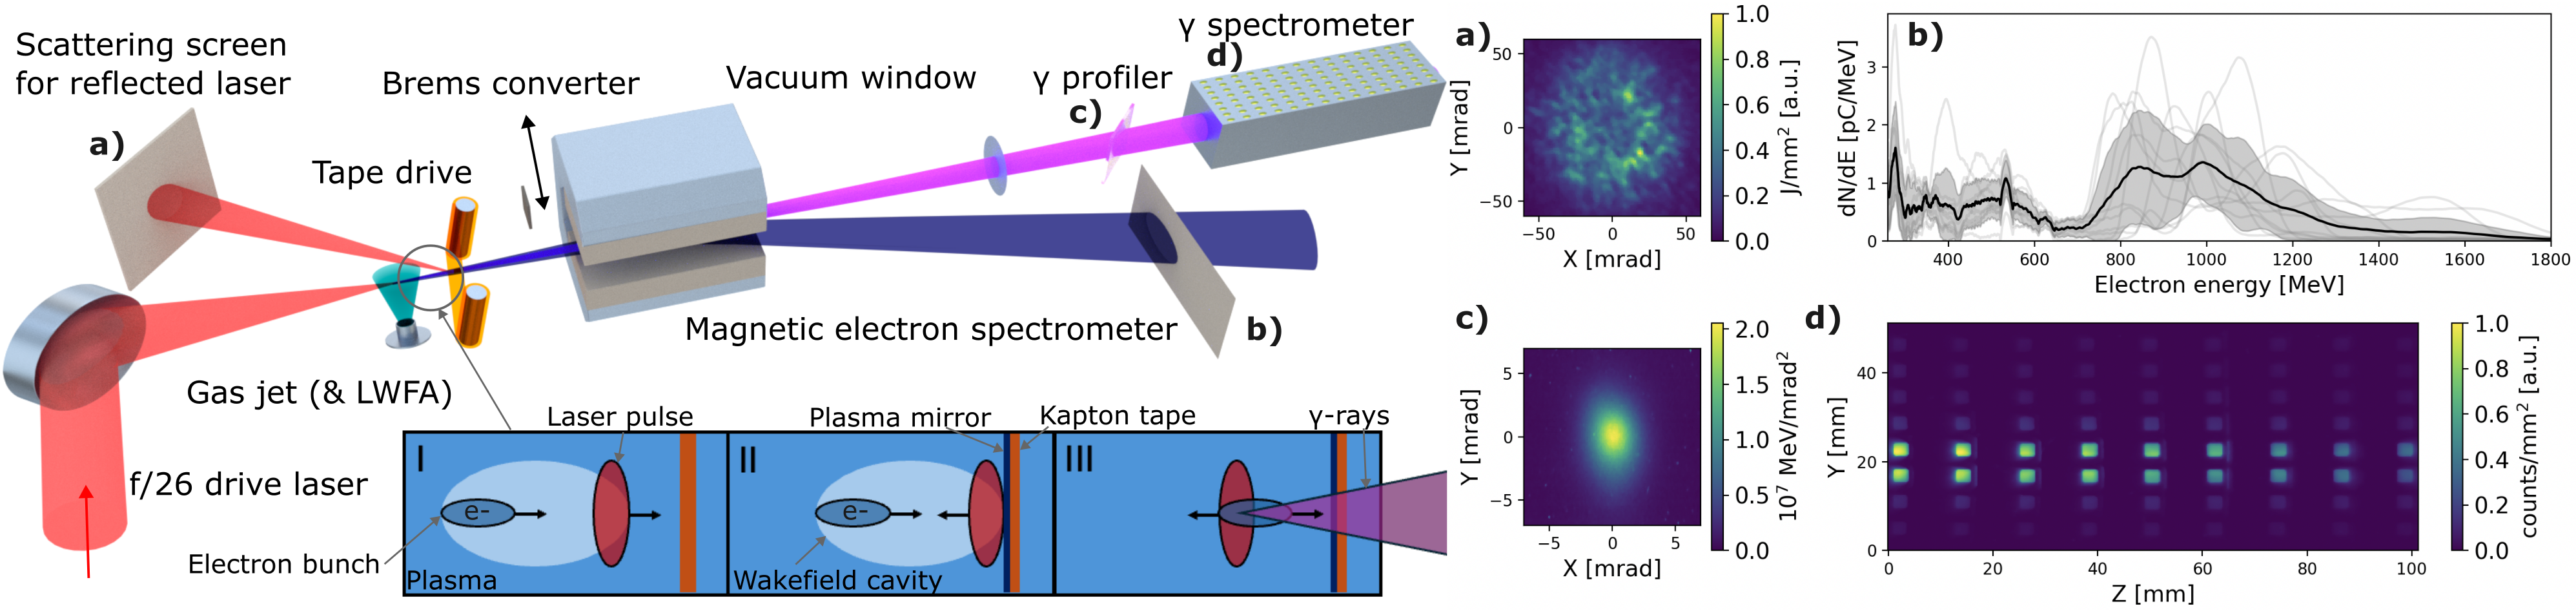 Scattering screen
for reflected laser
a)
Brems converter
Tape drive
Vacuum window
γ profiler
c)
γ spectrometer
d)
Magnetic electron spectrometer
b)
Gas jet (& LWFA)
f/26 drive laser
Laser pulse
Plasma mirror
Kapton tape
γ-rays
I
II
III
e-
e-
Electron bunch
Plasma
Wakefield cavity
a)
50
0
−50
Y [mrad]
−50
0
50
X [mrad]
1.0
0.8
0.6
0.4
0.2
0.0
J/mm² [a.u.]
b)
3
2
1
0
dN/dE [pC/MeV]
400
600
800
1000
1200
1400
1600
1800
Electron energy [MeV]
c)
5
0
−5
Y [mrad]
−5
0
5
X [mrad]
2.0
1.5
1.0
0.5
0.0
10⁷ MeV/mrad²
d)
40
20
0
Y [mm]
0
20
40
60
80
100
Z [mm]
1.0
0.8
0.6
0.4
0.2
0.0
counts/mm² [a.u.]